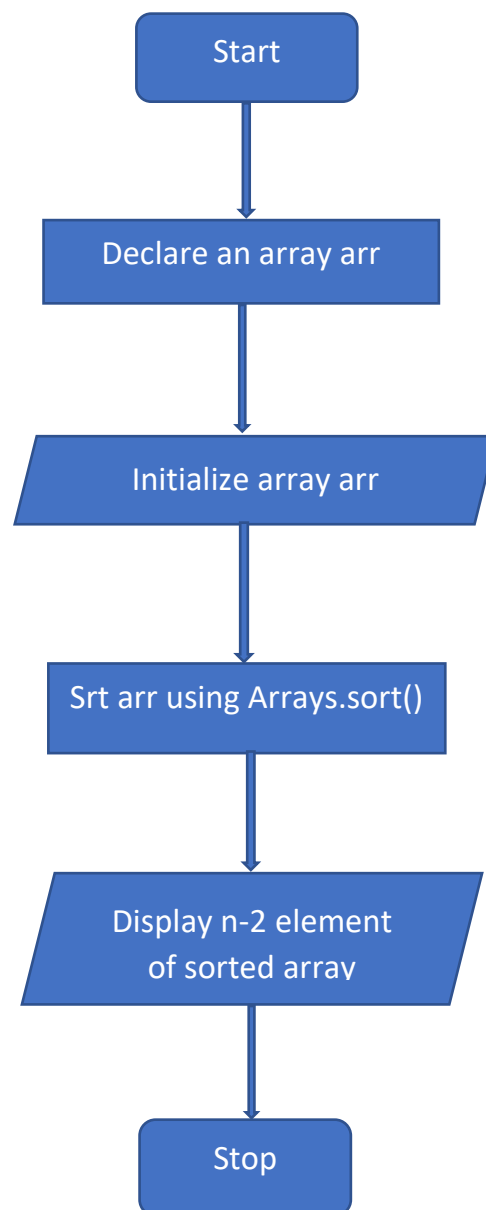 Start
Declare an array arr
Initialize array arr
Srt arr using Arrays.sort()
Display n-2 element
of sorted array
Stop